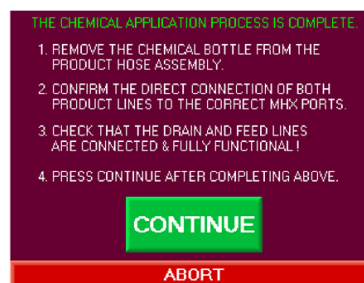 THE CHEMICAL APPLICATION PROCESS IS COMPLETE.
1. REMOVE THE CHEMICAL BOTTLE FROM THE
PRODUCT HOSE ASSEMBLY.
2. CONFIRM THE DIRECT CONNECTION OF BOTH
PRODUCT LINES TO THE CORRECT MHX PORTS.
3. CHECK THAT THE DRAIN AND FEED LINES
ARE CONNECTED & FULLY FUNCTIONAL !
4. PRESS CONTINUE AFTER COMPLETING ABOVE.
CONTINUE
ABORT